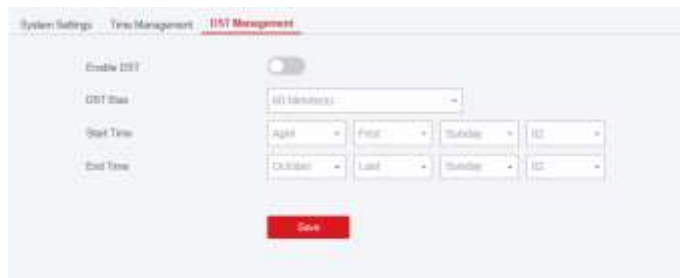 System Settings Time Management DST Management
Enable DST
DST Bias 60 Minute(s)
Start Time April First Sunday 02
End Time October Last Sunday 02
Save